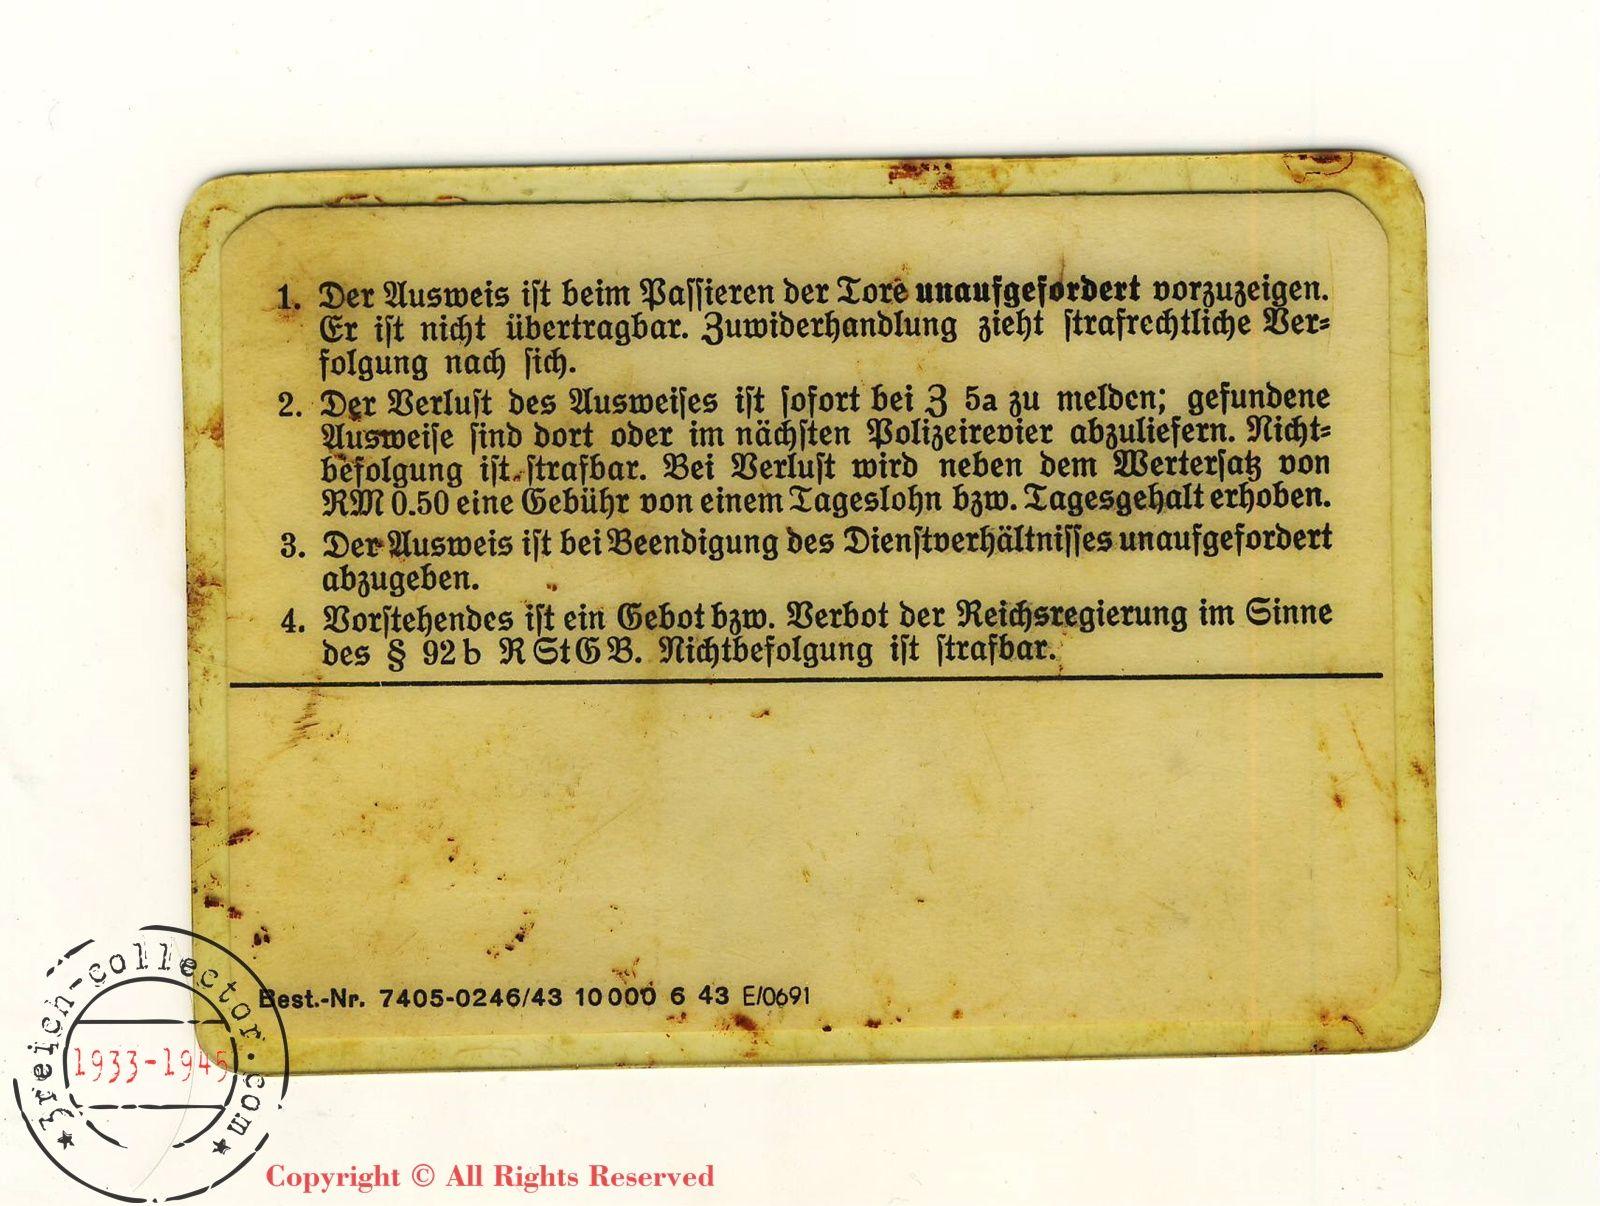 1. Der Ausweis ist beim Passieren der Tore unaufgefordert vorzuzeigen.
Er ist nicht übertragbar. Zuwiderhandlung zieht strafrechtliche Ver-
folgung nach sich.
2. Der Verlust des Ausweises ist sofort bei Z 5a zu melden; gefundene
Ausweise sind dort oder im nächsten Polizeirevier abzuliefern. Nicht-
befolgung ist strafbar. Bei Verlust wird neben dem Wertersatz von
RM 0.50 eine Gebühr von einem Tageslohn bzw. Tagesgehalt erhoben.
3. Der Ausweis ist bei Beendigung des Dienstverhältnisses unaufgefordert
abzugeben.
4. Vorstehendes ist ein Gebot bzw. Verbot der Reichsregierung im Sinne
des § 92b RStGB. Nichtbefolgung ist strafbar.
Best.-Nr. 7405-0246/43 10000 6 43 E/0691
3reich-collector.com
1933-1945
Copyright © All Rights Reserved